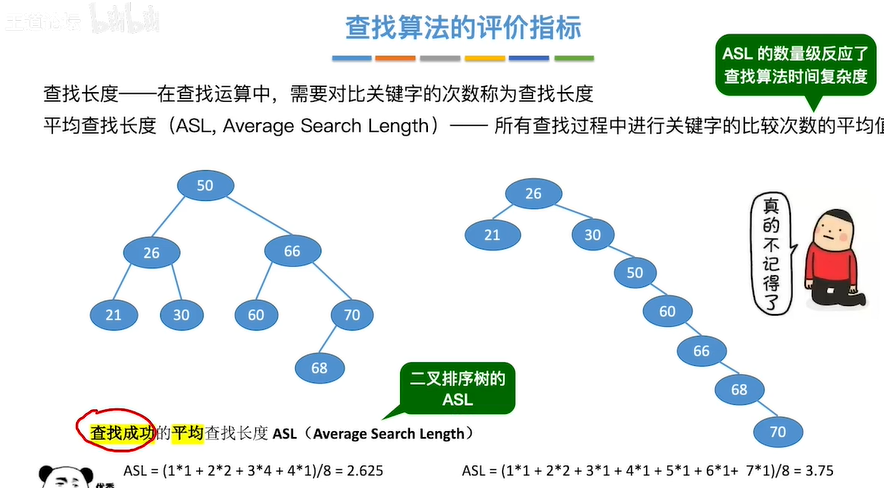 王道论坛 bilibili
查找算法的评价指标
ASL 的数量级反应了
查找算法时间复杂度
查找长度——在查找运算中，需要对比关键字的次数称为查找长度
平均查找长度（ASL, Average Search Length）—— 所有查找过程中进行关键字的比较次数的平均值
50
26
66
21
30
60
70
68
26
21
30
50
60
66
68
70
真的不记得了
二叉排序树的
ASL
查找成功的平均查找长度 ASL（Average Search Length）
ASL = (1*1 + 2*2 + 3*4 + 4*1)/8 = 2.625
ASL = (1*1 + 2*2 + 3*1 + 4*1 + 5*1 + 6*1+ 7*1)/8 = 3.75